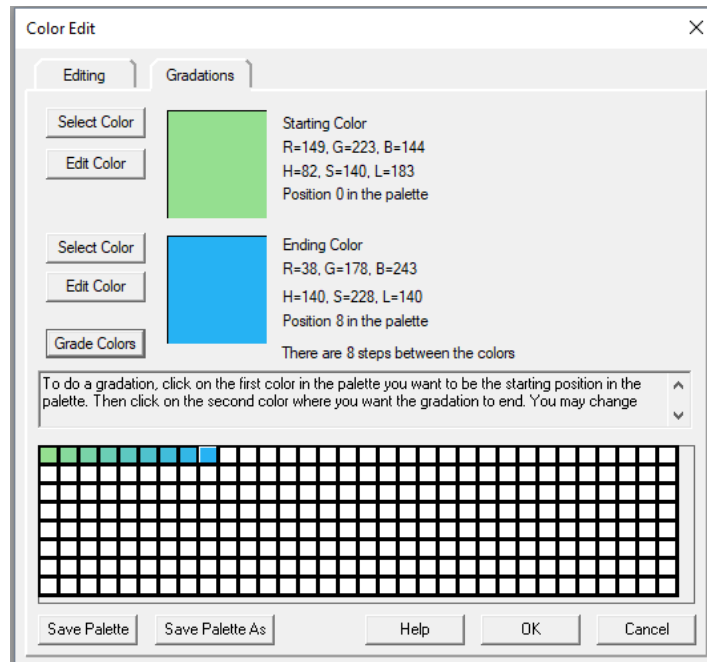 Color Edit
Editing
Gradations
Select Color
Starting Color
R=149, G=223, B=144
Edit Color
H=82, S=140, L=183
Position 0 in the palette
Select Color
Ending Color
R=38, G=178, B=243
Edit Color
H=140, S=228, L=140
Position 8 in the palette
Grade Colors
There are 8 steps between the colors
To do a gradation, click on the first color in the palette you want to be the starting position in the
palette. Then click on the second color where you want the gradation to end. You may change
Save Palette
Save Palette As
Help
OK
Cancel